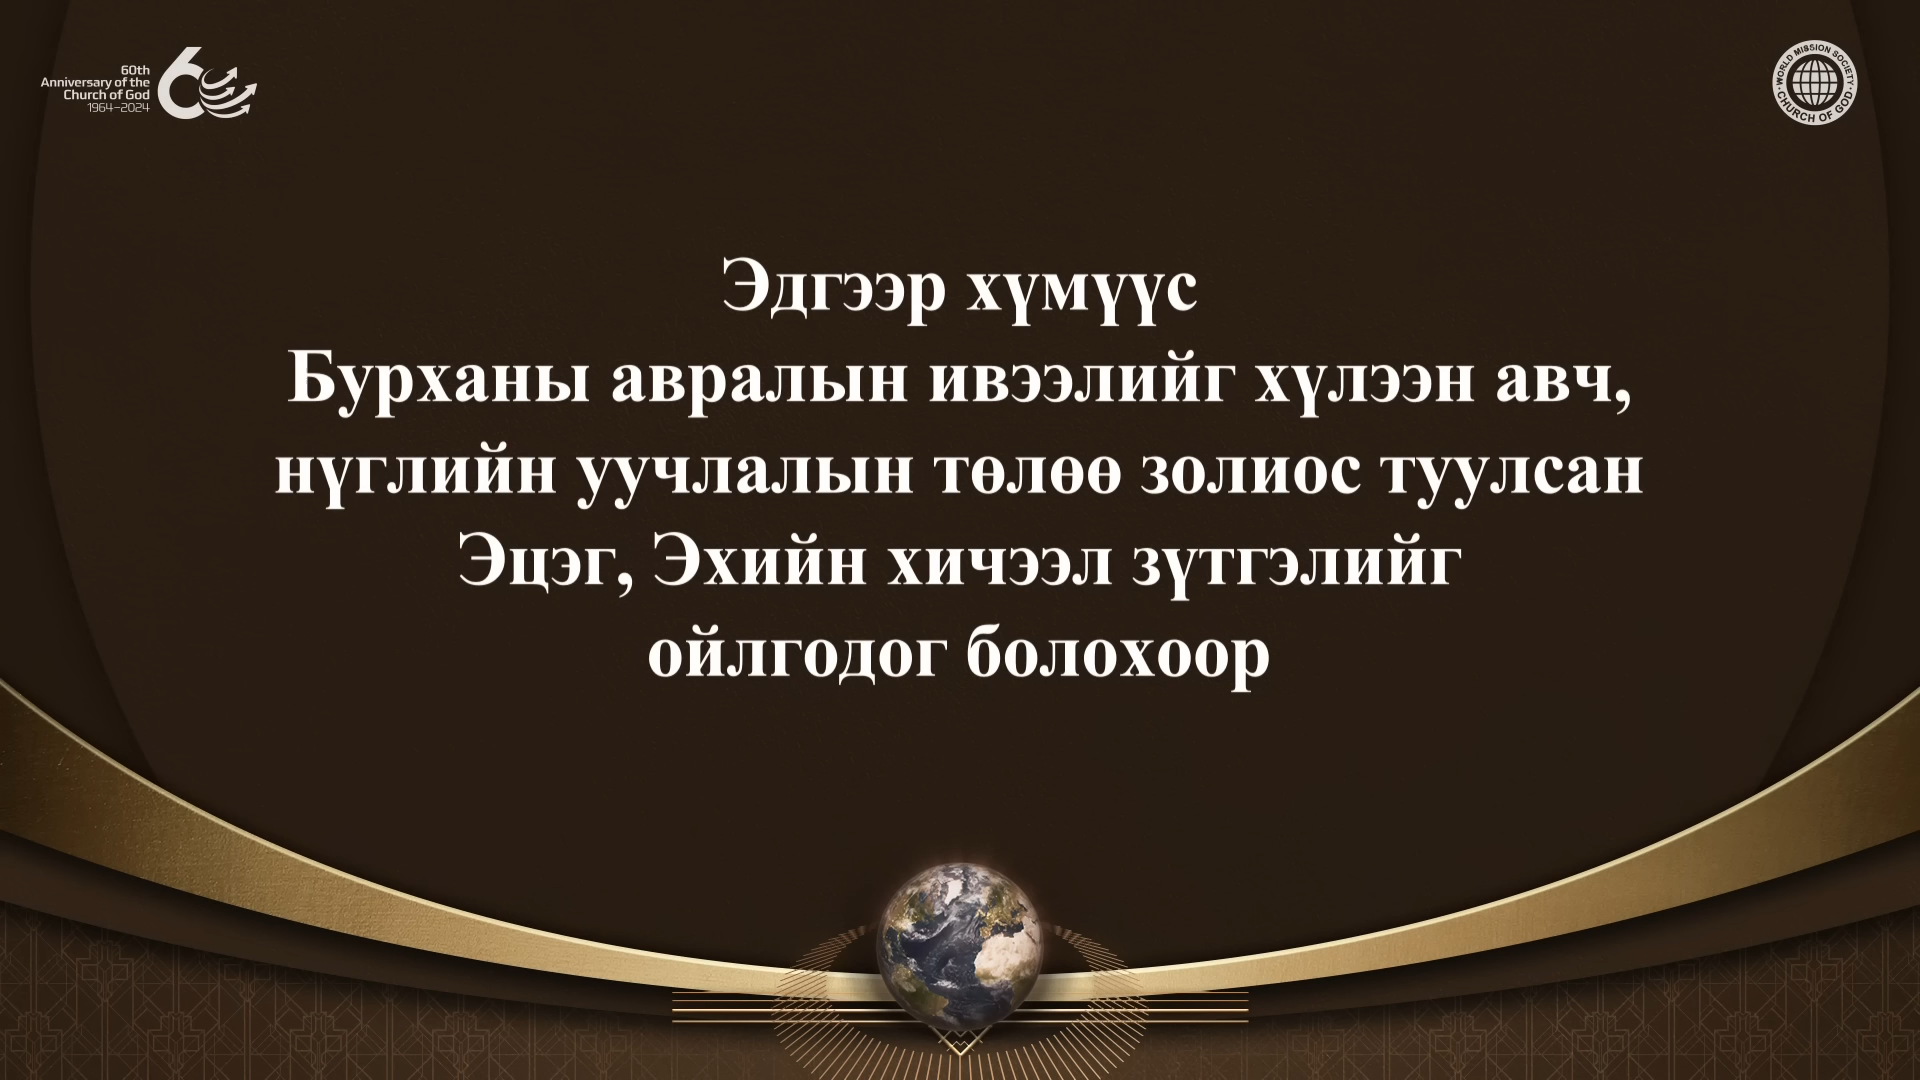 60th
Anniversary of the
Church of God
1964–2024
60
WORLD MISSION SOCIETY
CHURCH OF GOD
Эдгээр хүмүүс
Бурханы авралын ивээлийг хүлээн авч,
нүглийн уучлалын төлөө золиос туулсан
Эцэг, Эхийн хичээл зүтгэлийг
ойлгодог болохоор